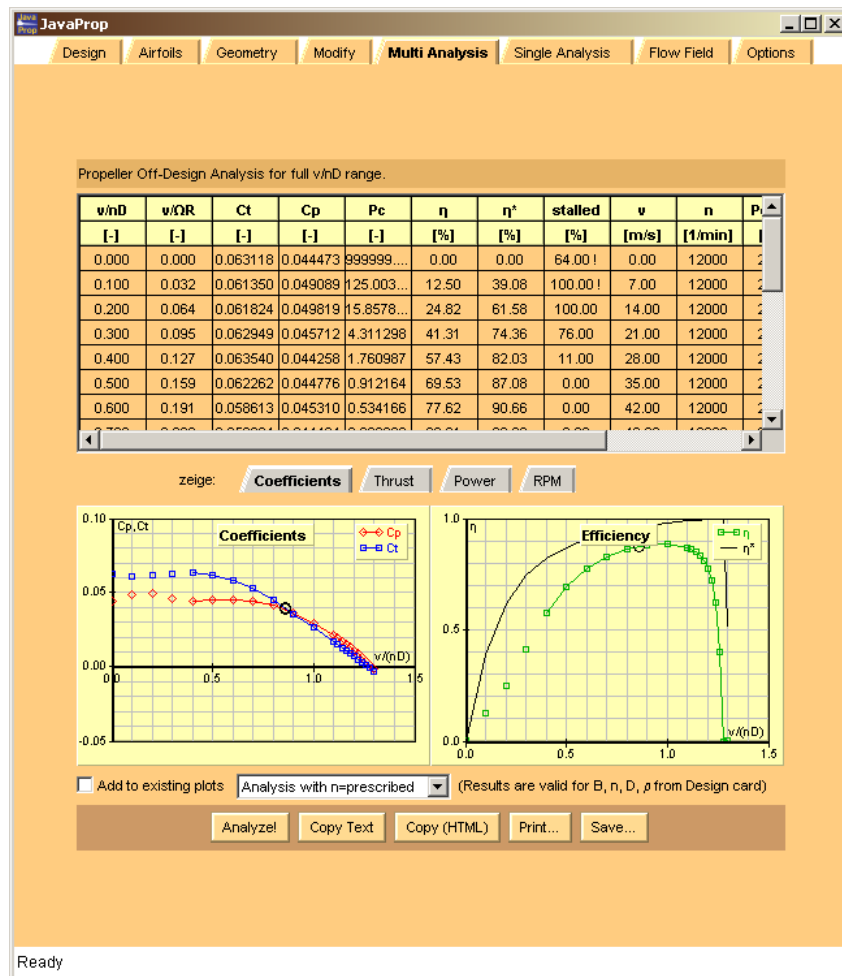 Java Prop JavaProp
Design Airfoils Geometry Modify Multi Analysis Single Analysis Flow Field Options
Propeller Off-Design Analysis for full v/nD range.
v/nD v/ΩR Ct Cp Pc η η* stalled v n
[-] [-] [-] [-] [-] [%] [%] [%] [m/s] [1/min]
0.000 0.000 0.063118 0.044473 999999.... 0.00 0.00 64.00 ! 0.00 12000
0.100 0.032 0.061350 0.049089 125.003... 12.50 39.08 100.00 ! 7.00 12000
0.200 0.064 0.061824 0.049819 15.8578... 24.82 61.58 100.00 14.00 12000
0.300 0.095 0.062949 0.045712 4.311298 41.31 74.36 76.00 21.00 12000
0.400 0.127 0.063540 0.044258 1.760987 57.43 82.03 11.00 28.00 12000
0.500 0.159 0.062262 0.044776 0.912164 69.53 87.08 0.00 35.00 12000
0.600 0.191 0.058613 0.045310 0.534166 77.62 90.66 0.00 42.00 12000
zeige: Coefficients Thrust Power RPM
0.10 Cp,Ct Coefficients Cp
Ct
0.05
0.00 v/(nD)
0.0 0.5 1.0 1.5
-0.05
1.0 η Efficiency η
η*
0.5
0.0 v/(nD)
0.0 0.5 1.0 1.5
Add to existing plots Analysis with n=prescribed (Results are valid for B, n, D, ρ from Design card)
Analyze! Copy Text Copy (HTML) Print... Save...
Ready